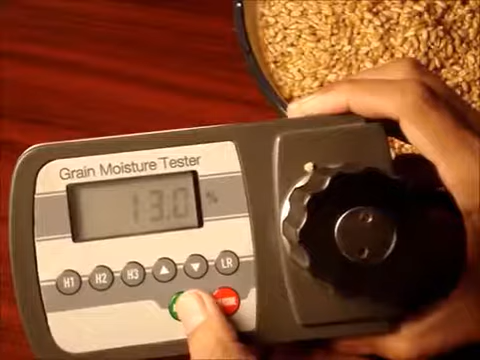 Grain Moisture Tester
13.0 %
H1 H2 H3 ▲ ▼ LR